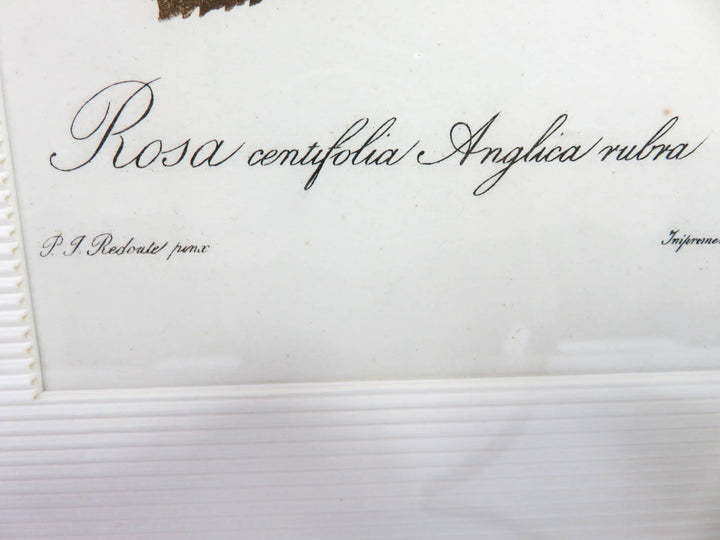 Rosa centifolia Anglica rubra
P. J. Redouté pinx